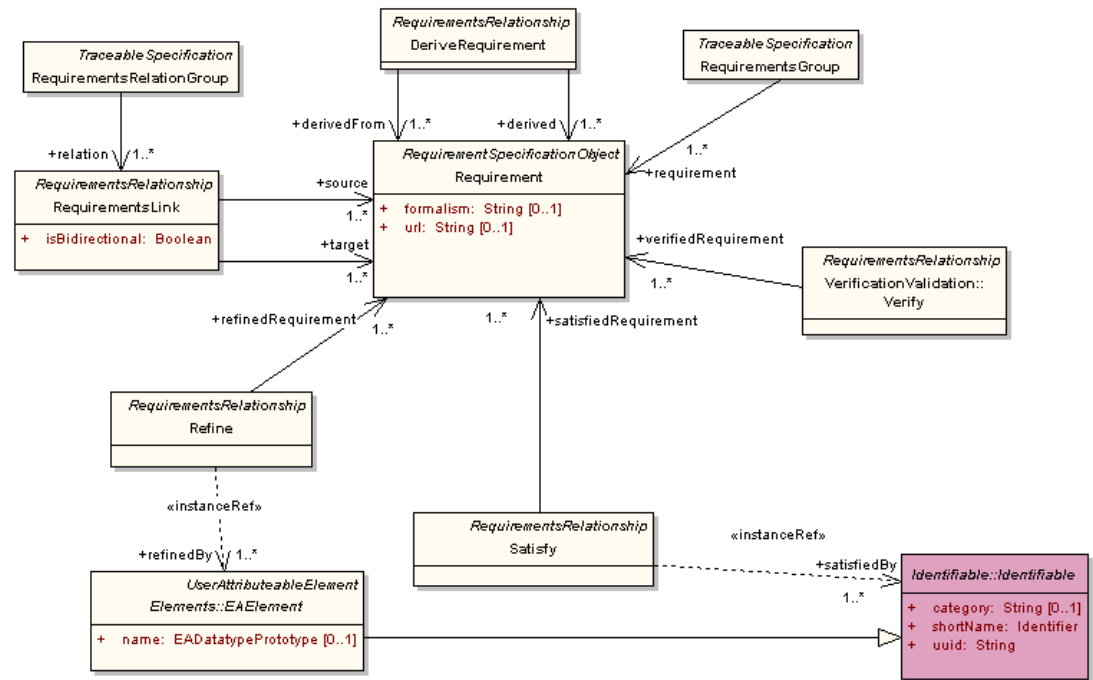 RequirementsRelationship
DeriveRequirement
TraceableSpecification
RequirementsRelationGroup
TraceableSpecification
RequirementsGroup
+derivedFrom
1..*
+derived
1..*
+relation
1..*
1..*
+requirement
RequirementSpecificationObject
Requirement
+ formalism: String [0..1]
+ url: String [0..1]
RequirementsRelationship
RequirementsLink
+ isBidirectional: Boolean
+source
1..*
+target
1..*
+verifiedRequirement
1..*
RequirementsRelationship
VerificationValidation::
Verify
+refinedRequirement
1..*
1..*
+satisfiedRequirement
RequirementsRelationship
Refine
«instanceRef»
+refinedBy
1..*
RequirementsRelationship
Satisfy
«instanceRef»
+satisfiedBy
1..*
UserAttributeableElement
Elements::EAElement
+ name: EADatatypePrototype [0..1]
Identifiable::Identifiable
+ category: String [0..1]
+ shortName: Identifier
+ uuid: String